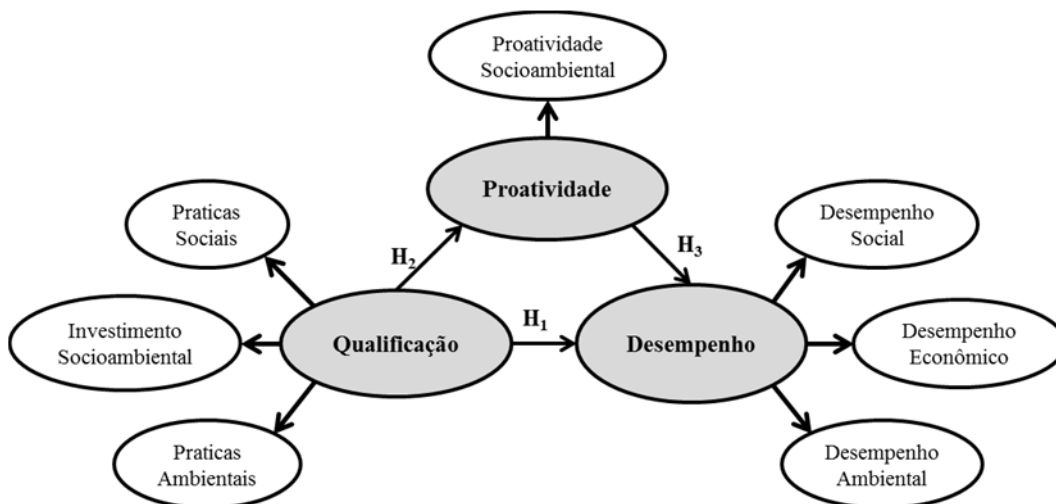 Proatividade
Socioambiental
Proatividade
Praticas
Sociais
Desempenho
Social
H2
H3
Investimento
Socioambiental
Qualificação
H1
Desempenho
Desempenho
Econômico
Praticas
Ambientais
Desempenho
Ambiental